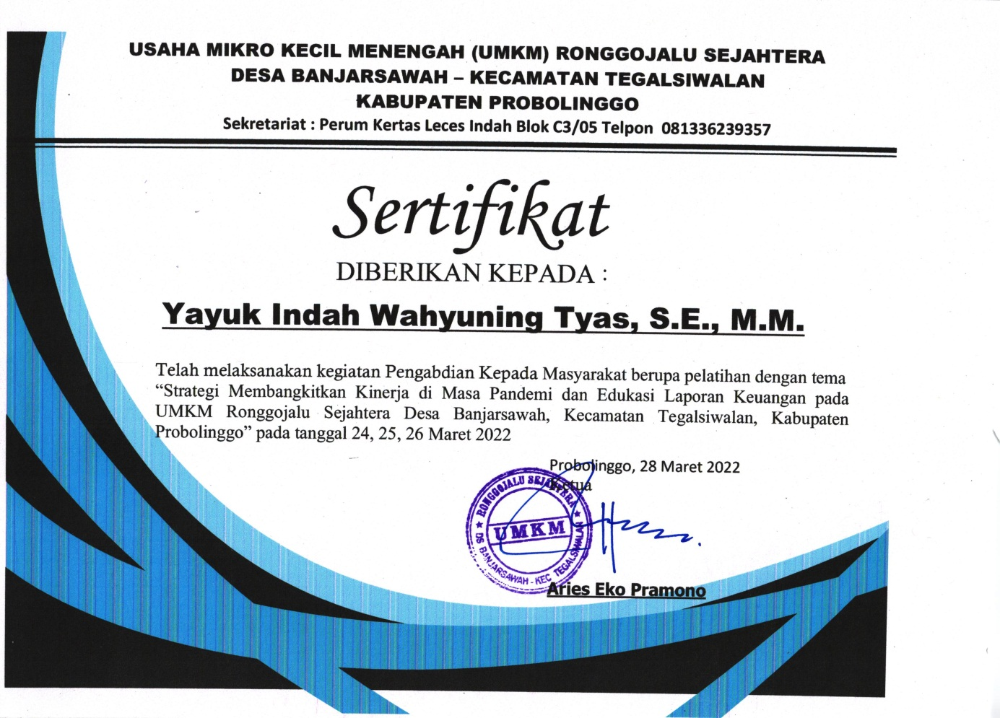 USAHA MIKRO KECIL MENENGAH (UMKM) RONGGOJALU SEJAHTERA
DESA BANJARSAWAH – KECAMATAN TEGALSIWALAN
KABUPATEN PROBOLINGGO
Sekretariat : Perum Kertas Leces Indah Blok C3/05 Telpon 081336239357
Sertifikat
DIBERIKAN KEPADA :
Yayuk Indah Wahyuning Tyas, S.E., M.M.
Telah melaksanakan kegiatan Pengabdian Kepada Masyarakat berupa pelatihan dengan tema
“Strategi Membangkitkan Kinerja di Masa Pandemi dan Edukasi Laporan Keuangan pada
UMKM Ronggojalu Sejahtera Desa Banjarsawah, Kecamatan Tegalsiwalan, Kabupaten
Probolinggo” pada tanggal 24, 25, 26 Maret 2022
Probolinggo, 28 Maret 2022
Ketua
RONGGOJALU SEJAHTERA
UMKM
DS BANJARSAWAH - KEC TEGALSIWALAN
Aries Eko Pramono